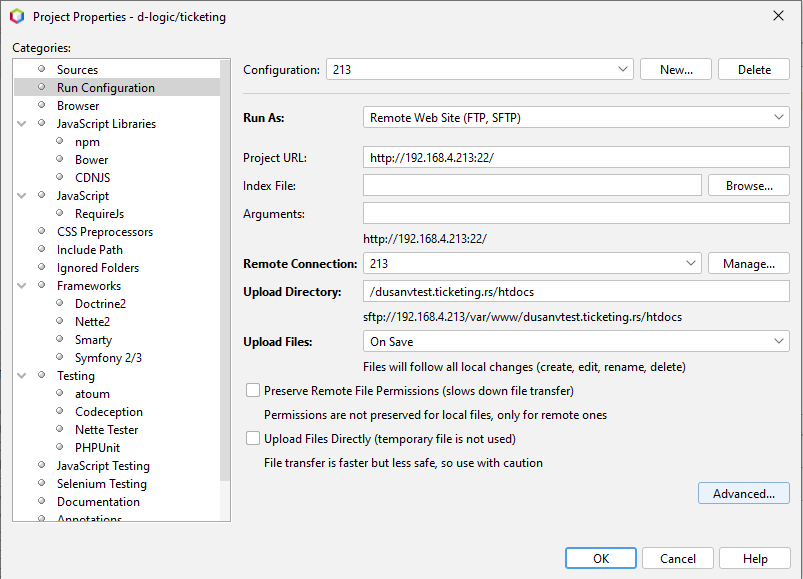 Project Properties - d-logic/ticketing
Categories:
Sources
Run Configuration
Browser
JavaScript Libraries
npm
Bower
CDNJS
JavaScript
RequireJs
CSS Preprocessors
Include Path
Ignored Folders
Frameworks
Doctrine2
Nette2
Smarty
Symfony 2/3
Testing
atoum
Codeception
Nette Tester
PHPUnit
JavaScript Testing
Selenium Testing
Documentation
Annotations
Configuration: 213 New... Delete
Run As: Remote Web Site (FTP, SFTP)
Project URL: http://192.168.4.213:22/
Index File: Browse...
Arguments:
http://192.168.4.213:22/
Remote Connection: 213 Manage...
Upload Directory: /dusanvtest.ticketing.rs/htdocs
sftp://192.168.4.213/var/www/dusanvtest.ticketing.rs/htdocs
Upload Files: On Save
Files will follow all local changes (create, edit, rename, delete)
Preserve Remote File Permissions (slows down file transfer)
Permissions are not preserved for local files, only for remote ones
Upload Files Directly (temporary file is not used)
File transfer is faster but less safe, so use with caution
Advanced...
OK Cancel Help